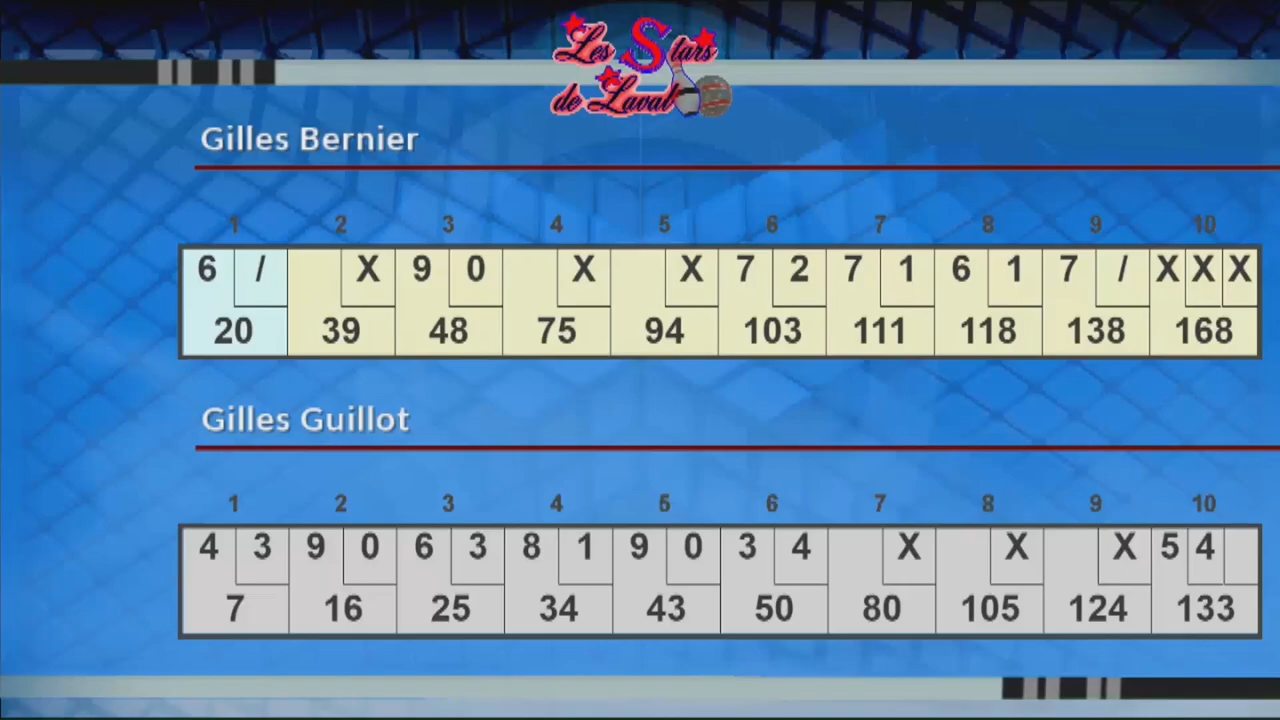 Les Stars
de Laval
Gilles Bernier
1 2 3 4 5 6 7 8 9 10
6 / X 9 0 X X 7 2 7 1 6 1 7 / X X X
20 39 48 75 94 103 111 118 138 168
Gilles Guillot
1 2 3 4 5 6 7 8 9 10
4 3 9 0 6 3 8 1 9 0 3 4 X X X 5 4
7 16 25 34 43 50 80 105 124 133